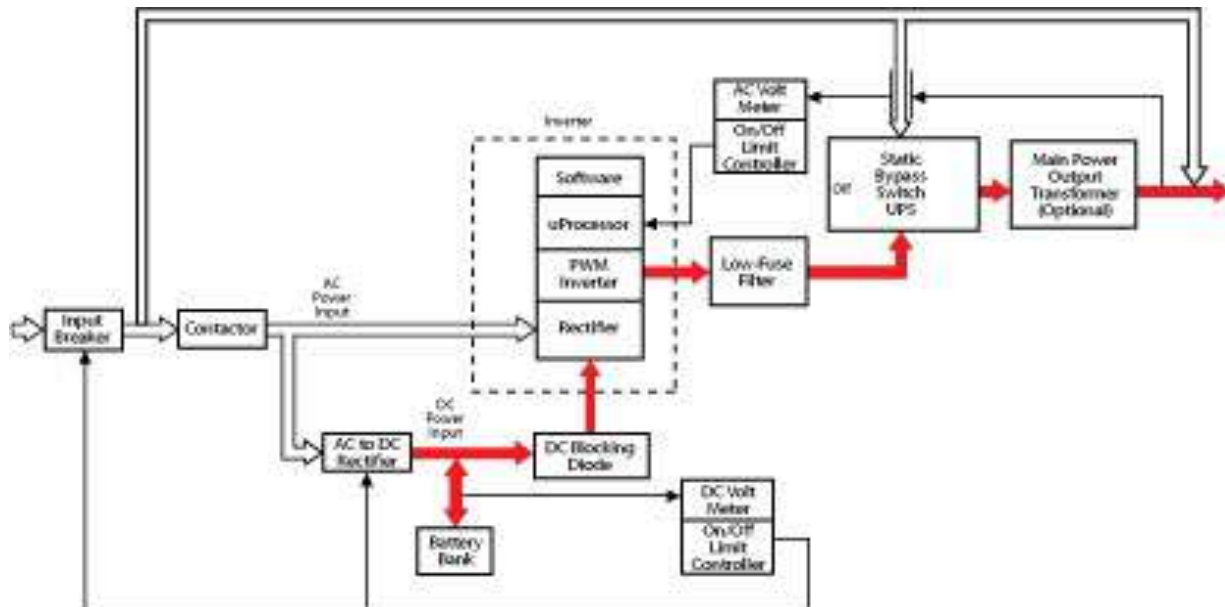 AC Volt
Meter
On/Off
Limit
Controller
Inverter
Software
uProcessor
PWM
Inverter
Rectifier
Off
Static
Bypass
Switch
UPS
Main Power
Output
Transformer
(Optional)
Low-Fuse
Filter
AC
Power
Input
Input
Breaker
Contactor
DC
Power
Input
AC to DC
Rectifier
DC Blocking
Diode
DC Volt
Meter
On/Off
Limit
Controller
Battery
Bank